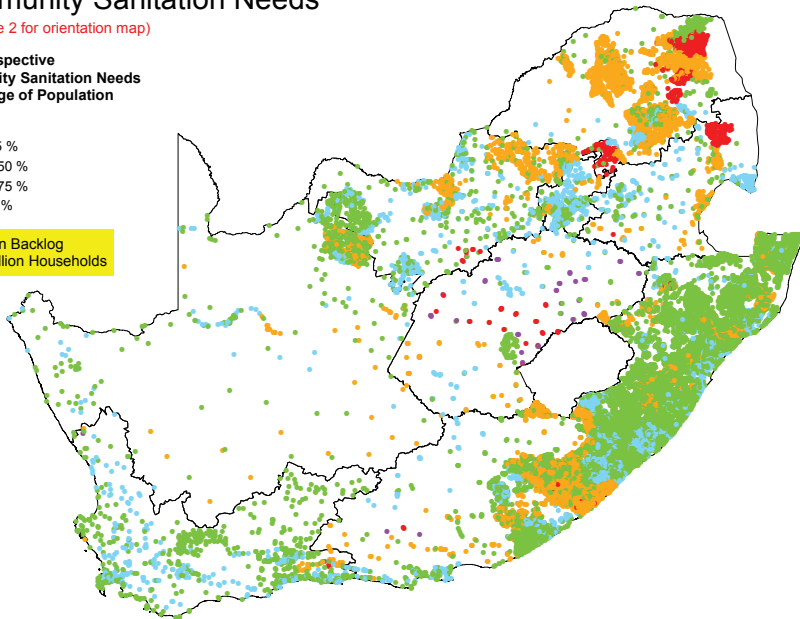 munity Sanitation Needs
e 2 for orientation map)
spective
ity Sanitation Needs
ge of Population
5 %
50 %
75 %
%
n Backlog
llion Households